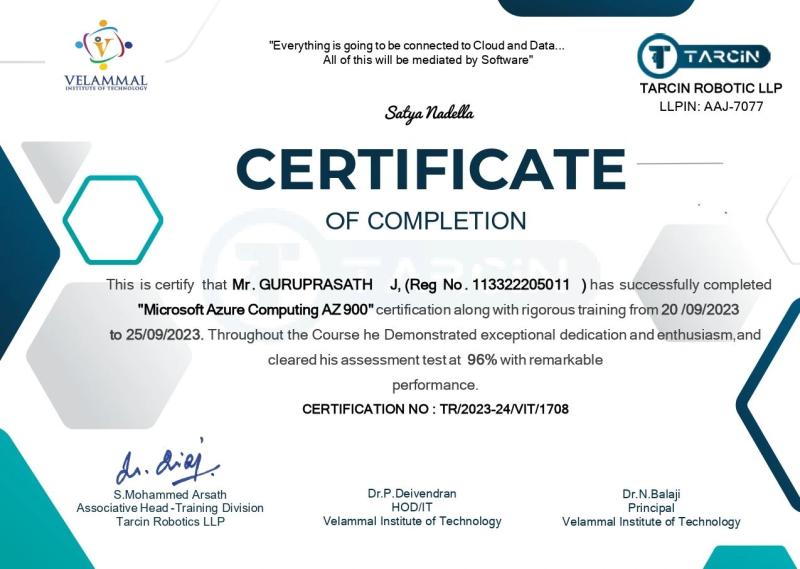 VELAMMAL
INSTITUTE OF TECHNOLOGY
"Everything is going to be connected to Cloud and Data...
All of this will be mediated by Software"
Satya Nadella
TARCiN
TARCIN ROBOTIC LLP
LLPIN: AAJ-7077
CERTIFICATE
OF COMPLETION
TARCiN
This is certify that Mr. GURUPRASATH J, (Reg No. 113322205011 ) has successfully completed
"Microsoft Azure Computing AZ 900" certification along with rigorous training from 20 /09/2023
to 25/09/2023. Throughout the Course he Demonstrated exceptional dedication and enthusiasm,and
cleared his assessment test at 96% with remarkable
performance.
CERTIFICATION NO : TR/2023-24/VIT/1708
S.Mohammed Arsath
Associative Head -Training Division
Tarcin Robotics LLP
Dr.P.Deivendran
HOD/IT
Velammal Institute of Technology
Dr.N.Balaji
Principal
Velammal Institute of Technology